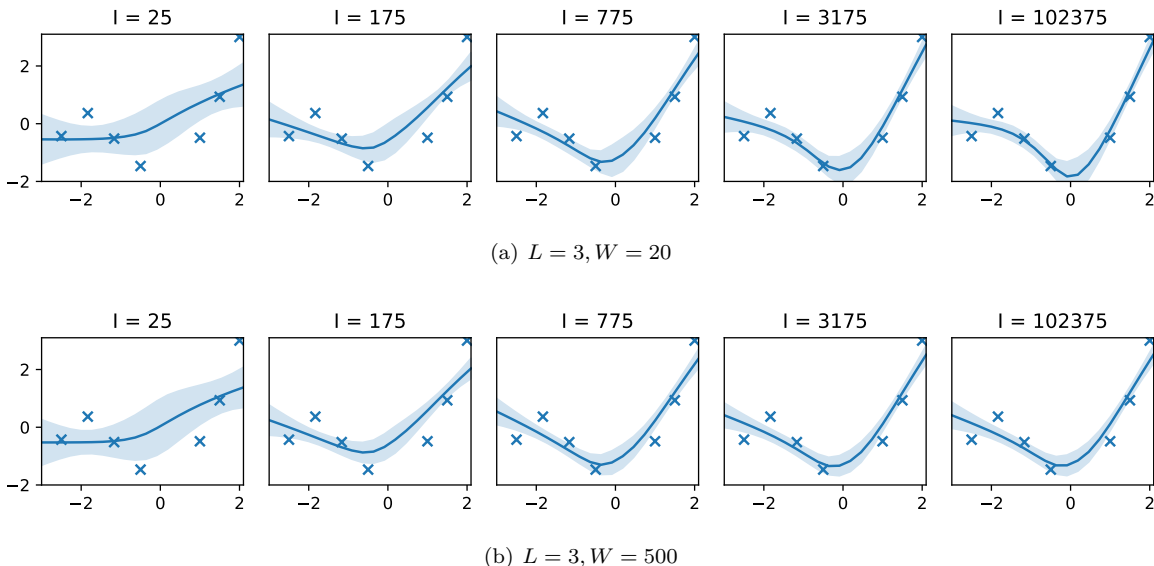 I = 25 I = 175 I = 775 I = 3175 I = 102375
2
0
−2
−2 0 2 −2 0 2 −2 0 2 −2 0 2 −2 0 2
(a) L = 3, W = 20
I = 25 I = 175 I = 775 I = 3175 I = 102375
2
0
−2
−2 0 2 −2 0 2 −2 0 2 −2 0 2 −2 0 2
(b) L = 3, W = 500